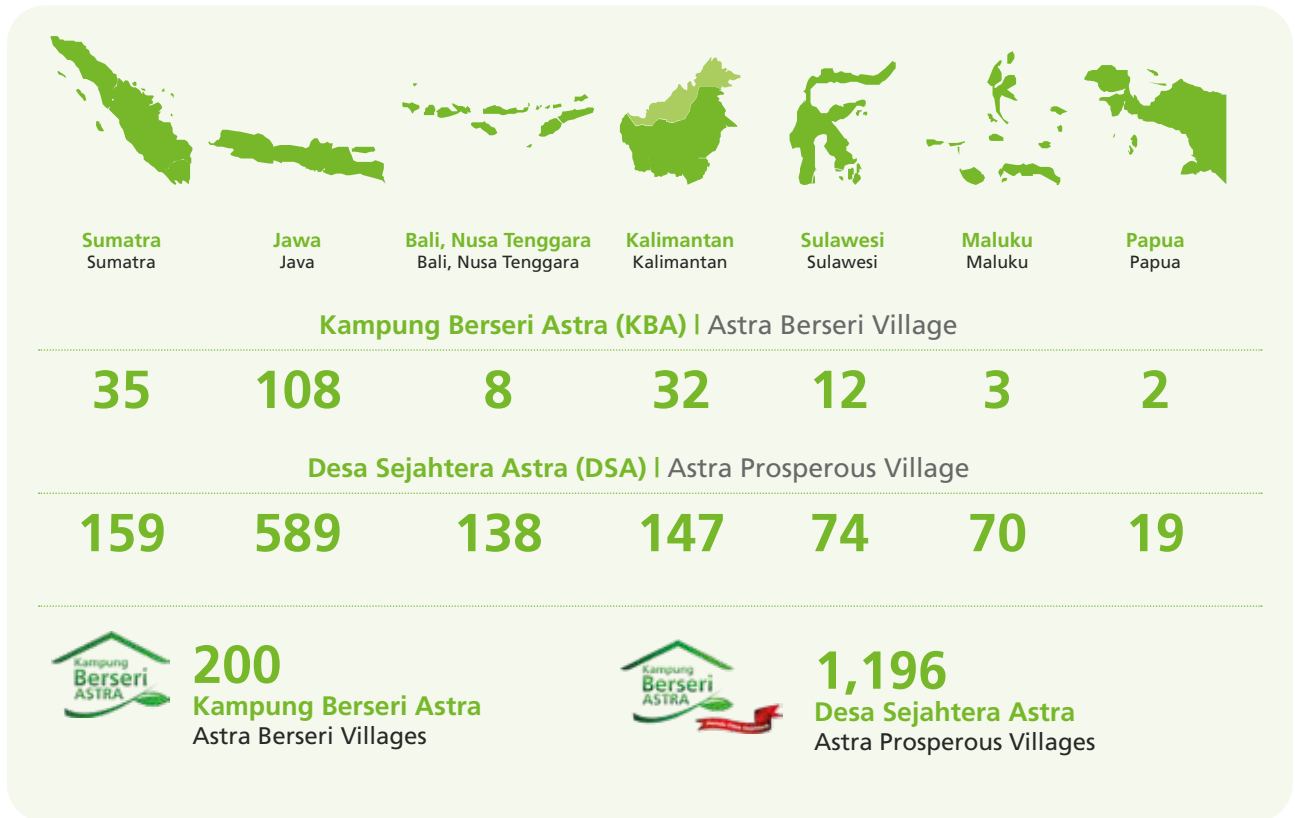 Sumatra Jawa Bali, Nusa Tenggara Kalimantan Sulawesi Maluku Papua
Sumatra Java Bali, Nusa Tenggara Kalimantan Sulawesi Maluku Papua
Kampung Berseri Astra (KBA) | Astra Berseri Village
35 108 8 32 12 3 2
Desa Sejahtera Astra (DSA) | Astra Prosperous Village
159 589 138 147 74 70 19
Kampung
Berseri
ASTRA
200
Kampung Berseri Astra
Astra Berseri Villages
Kampung
Berseri
ASTRA
1,196
Desa Sejahtera Astra
Astra Prosperous Villages